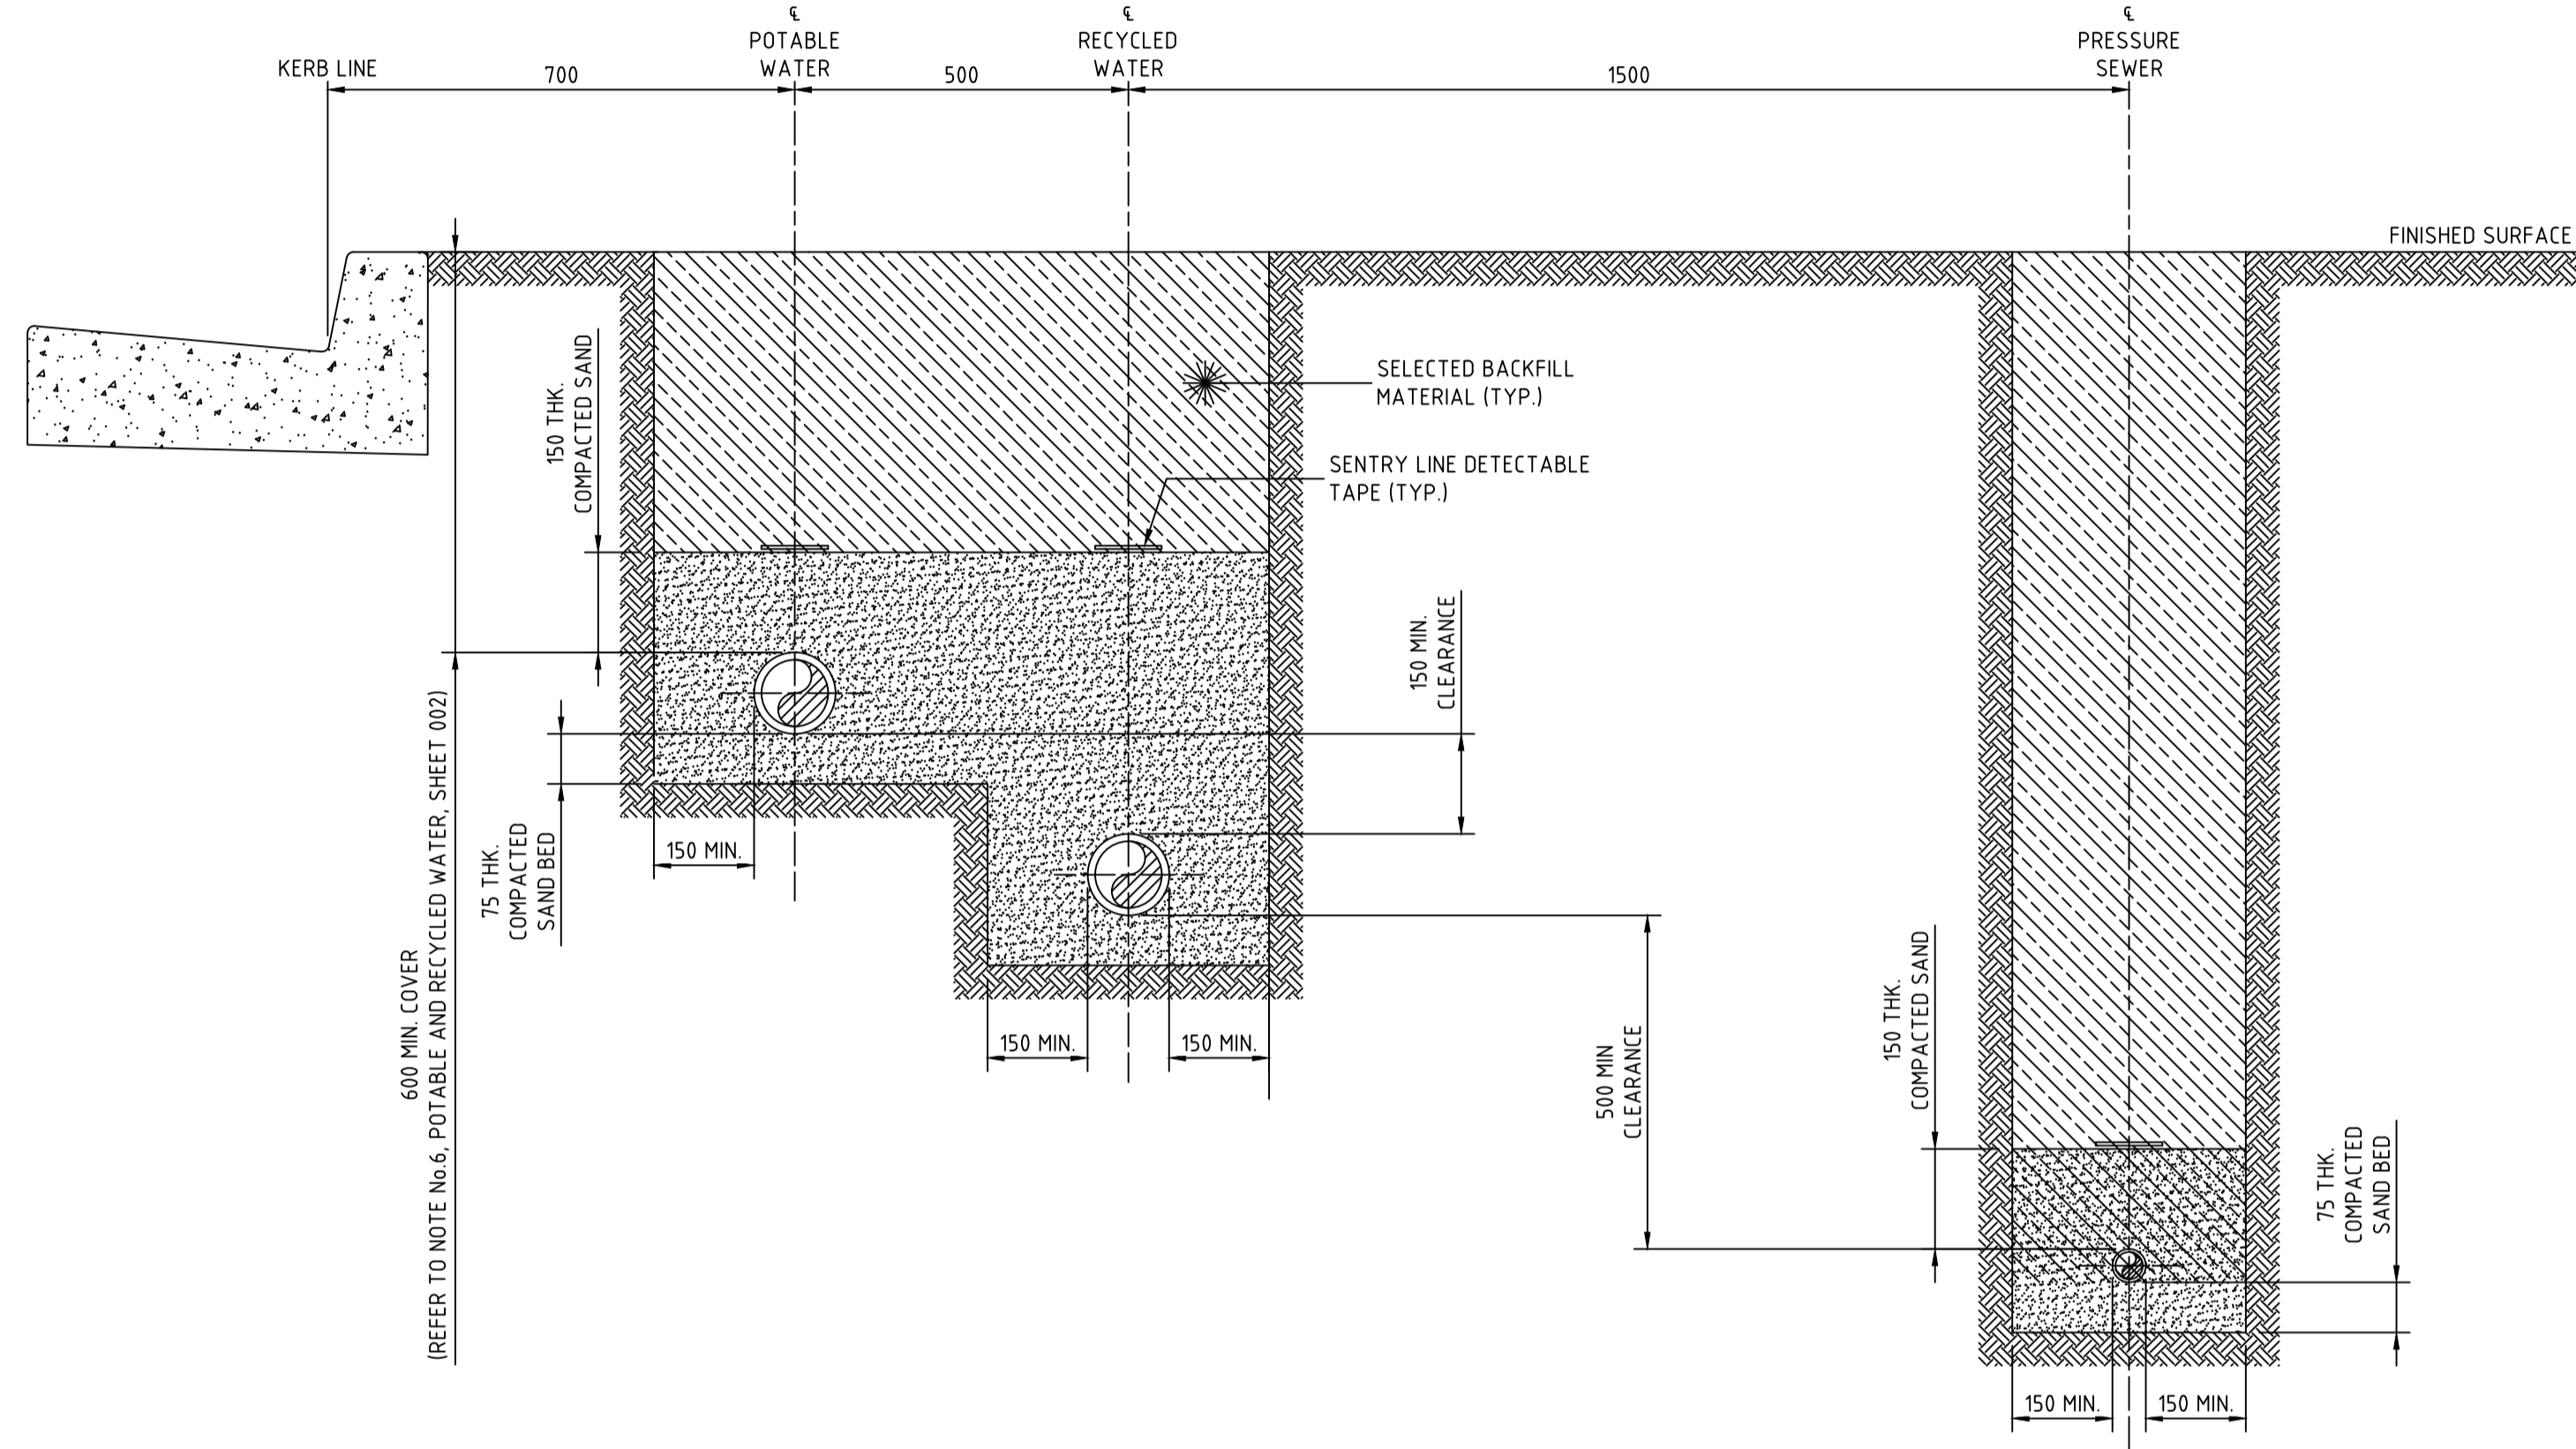 ℄
POTABLE
WATER
℄
RECYCLED
WATER
℄
PRESSURE
SEWER
KERB LINE
700
500
1500
FINISHED SURFACE
150 THK.
COMPACTED SAND
SELECTED BACKFILL
MATERIAL (TYP.)
SENTRY LINE DETECTABLE
TAPE (TYP.)
150 MIN.
CLEARANCE
600 MIN. COVER
(REFER TO NOTE No.6, POTABLE AND RECYCLED WATER, SHEET 002)
75 THK.
COMPACTED
SAND BED
150 MIN.
150 MIN.
150 MIN.
500 MIN
CLEARANCE
150 THK.
COMPACTED SAND
75 THK.
COMPACTED
SAND BED
150 MIN.
150 MIN.